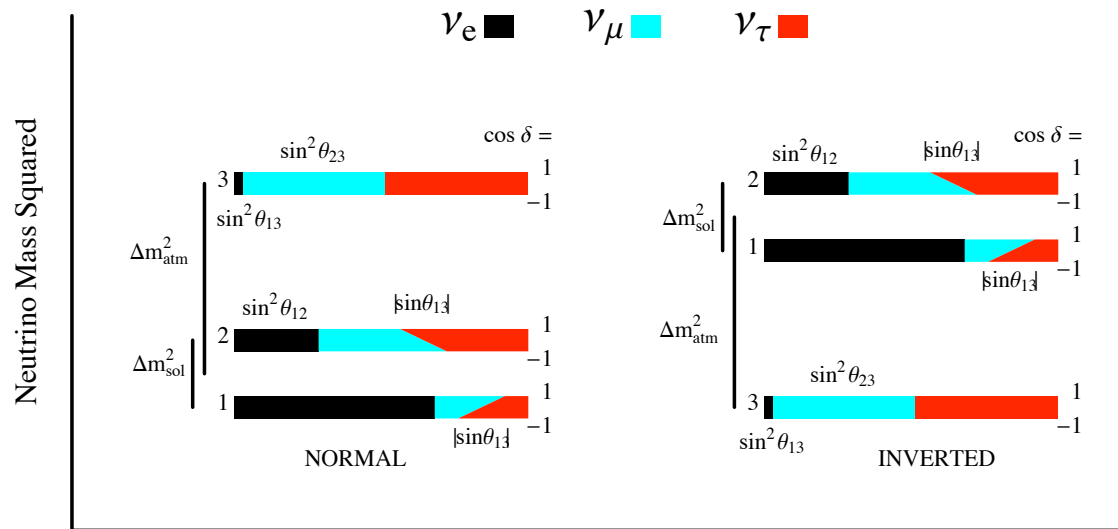 Neutrino Mass Squared
νe νμ ντ
cos δ =
sin²θ₂₃
3
1
−1
sin²θ₁₃
Δm²atm
sin²θ₁₂
|sinθ₁₃|
2
1
−1
Δm²sol
1
1
−1
|sinθ₁₃|
NORMAL
cos δ =
sin²θ₁₂
|sinθ₁₃|
2
1
−1
Δm²sol
1
1
−1
|sinθ₁₃|
Δm²atm
sin²θ₂₃
3
1
−1
sin²θ₁₃
INVERTED